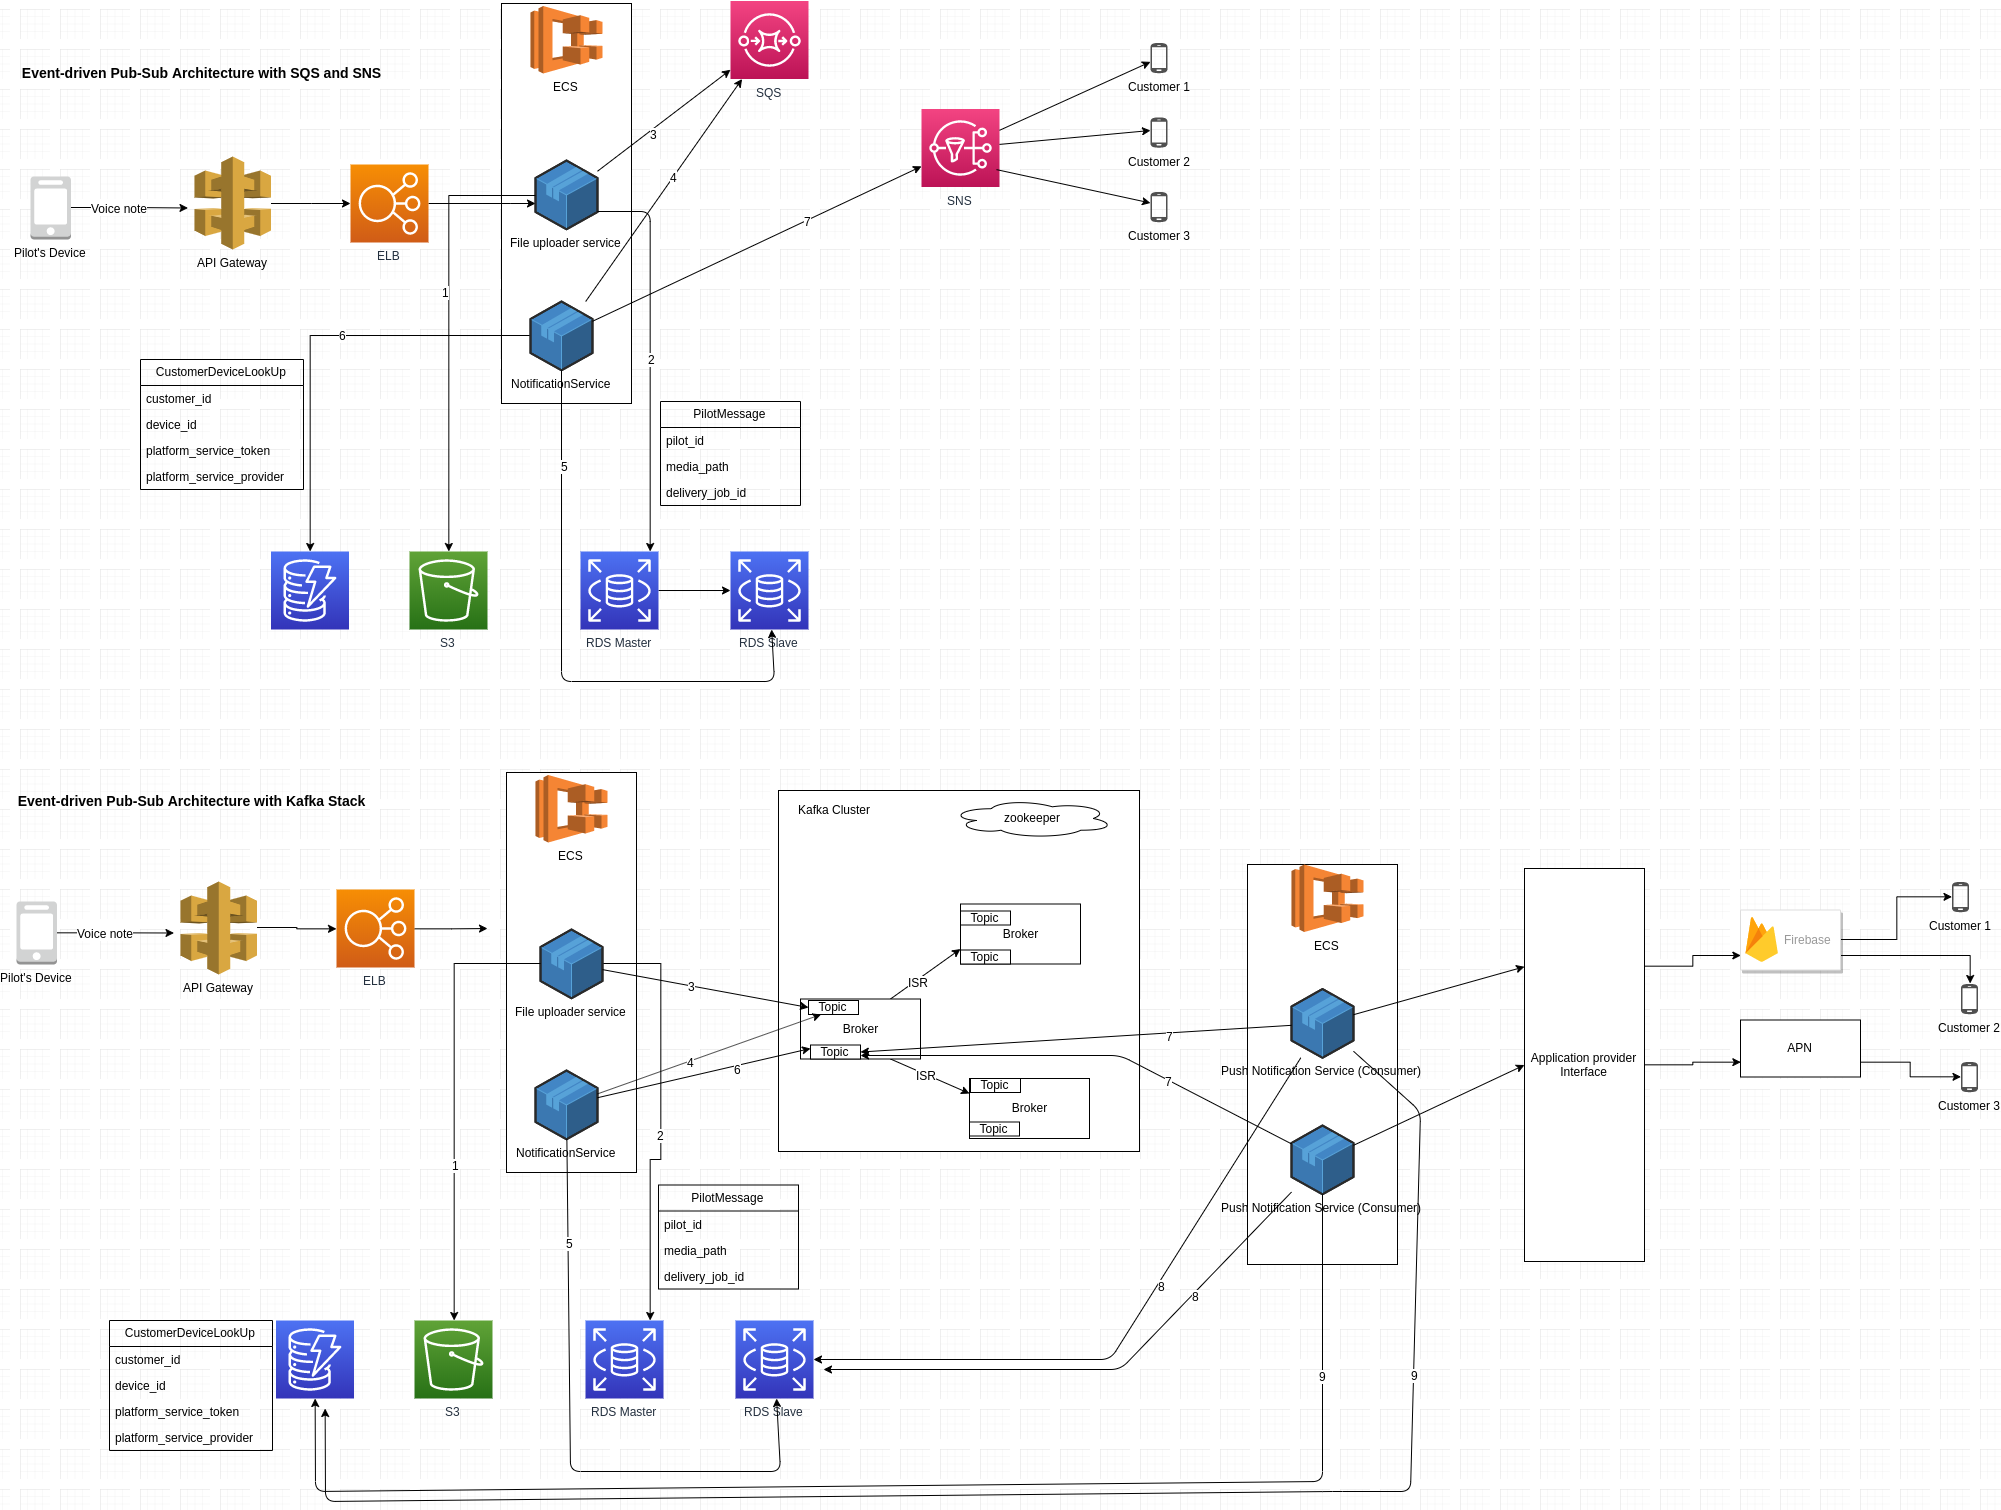 Event-driven Pub-Sub Architecture with SQS and SNS
ECS
SQS
Customer 1
3
Customer 2
4
SNS
Voice note
7
Customer 3
Pilot's Device
API Gateway
ELB
File uploader service
1
6
2
NotificationService
CustomerDeviceLookUp
customer_id
device_id
platform_service_token
platform_service_provider
PilotMessage
pilot_id
media_path
delivery_job_id
5
S3
RDS Master
RDS Slave
Event-driven Pub-Sub Architecture with Kafka Stack
ECS
Kafka Cluster
zookeeper
Topic
Broker
Topic
ECS
Firebase
Customer 1
Voice note
Pilot's Device
API Gateway
ELB
File uploader service
3
ISR
Topic
Broker
Topic
7
Customer 2
4
6
ISR
Topic
Broker
Topic
7
Push Notification Service (Consumer)
Application provider
Interface
APN
Customer 3
NotificationService
1
2
Push Notification Service (Consumer)
PilotMessage
pilot_id
media_path
delivery_job_id
5
8
8
CustomerDeviceLookUp
customer_id
device_id
platform_service_token
platform_service_provider
S3
RDS Master
RDS Slave
9
9